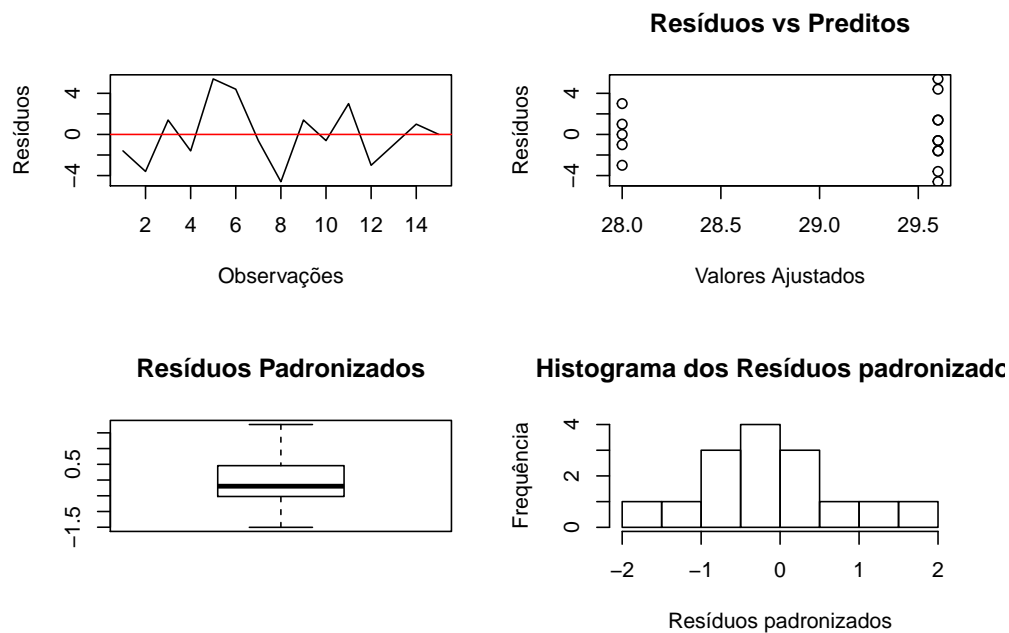 Resíduos
4
0
−4
2 4 6 8 10 12 14
Observações
Resíduos vs Preditos
Resíduos
4
0
−4
28.0 28.5 29.0 29.5
Valores Ajustados
Resíduos Padronizados
0.5
−1.5
Histograma dos Resíduos padronizado
Frequência
4
2
0
−2 −1 0 1 2
Resíduos padronizados